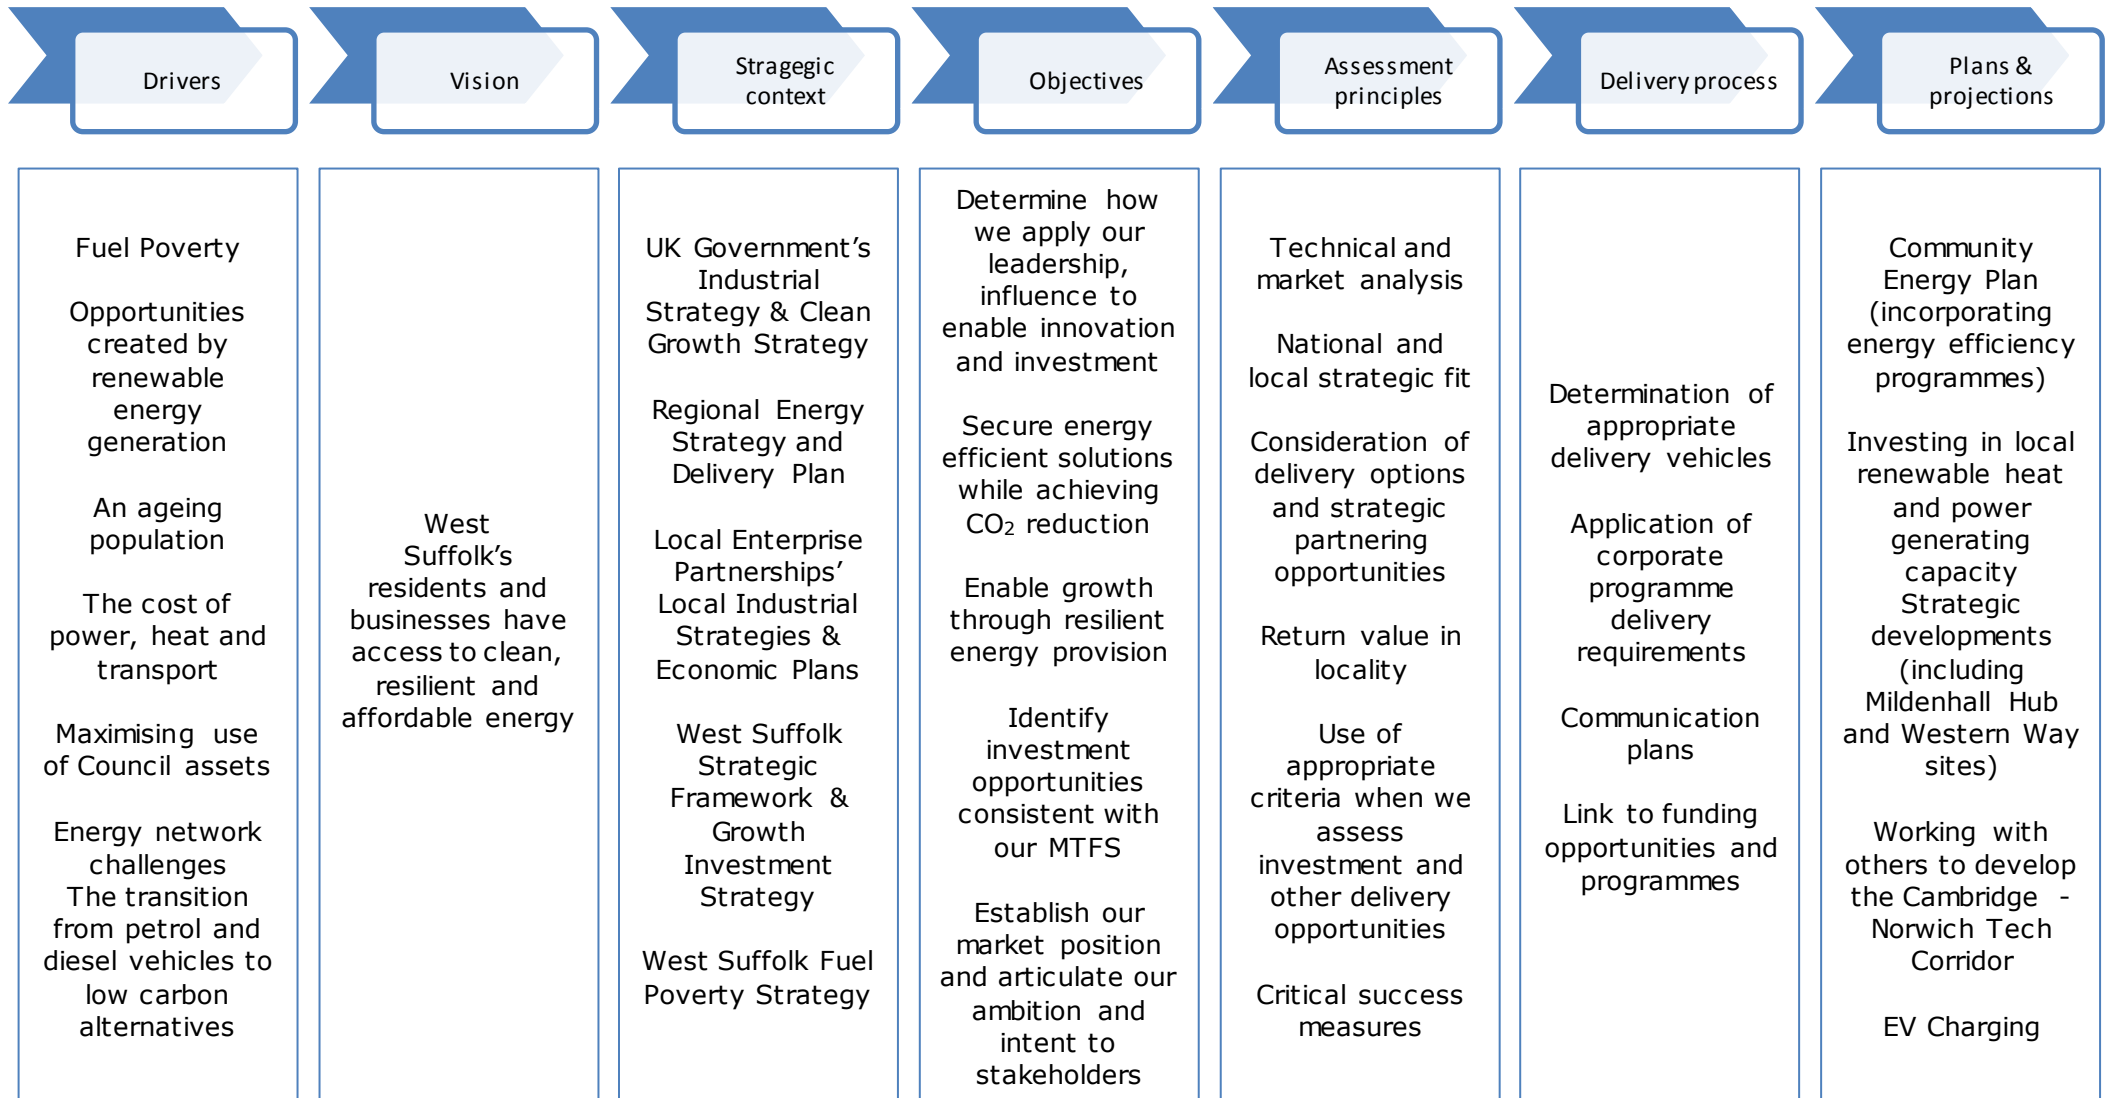 Drivers
Vision
Stragegic
context
Objectives
Assessment
principles
Delivery process
Plans &
projections
Fuel Poverty
Opportunities
created by
renewable
energy
generation
An ageing
population
The cost of
power, heat and
transport
Maximising use
of Council assets
Energy network
challenges
The transition
from petrol and
diesel vehicles to
low carbon
alternatives
West
Suffolk’s
residents and
businesses have
access to clean,
resilient and
affordable energy
UK Government’s
Industrial
Strategy & Clean
Growth Strategy
Regional Energy
Strategy and
Delivery Plan
Local Enterprise
Partnerships’
Local Industrial
Strategies &
Economic Plans
West Suffolk
Strategic
Framework &
Growth
Investment
Strategy
West Suffolk Fuel
Poverty Strategy
Determine how
we apply our
leadership,
influence to
enable innovation
and investment
Secure energy
efficient solutions
while achieving
CO₂ reduction
Enable growth
through resilient
energy provision
Identify
investment
opportunities
consistent with
our MTFS
Establish our
market position
and articulate our
ambition and
intent to
stakeholders
Technical and
market analysis
National and
local strategic fit
Consideration of
delivery options
and strategic
partnering
opportunities
Return value in
locality
Use of
appropriate
criteria when we
assess
investment and
other delivery
opportunities
Critical success
measures
Determination of
appropriate
delivery vehicles
Application of
corporate
programme
delivery
requirements
Communication
plans
Link to funding
opportunities and
programmes
Community
Energy Plan
(incorporating
energy efficiency
programmes)
Investing in local
renewable heat
and power
generating
capacity
Strategic
developments
(including
Mildenhall Hub
and Western Way
sites)
Working with
others to develop
the Cambridge -
Norwich Tech
Corridor
EV Charging